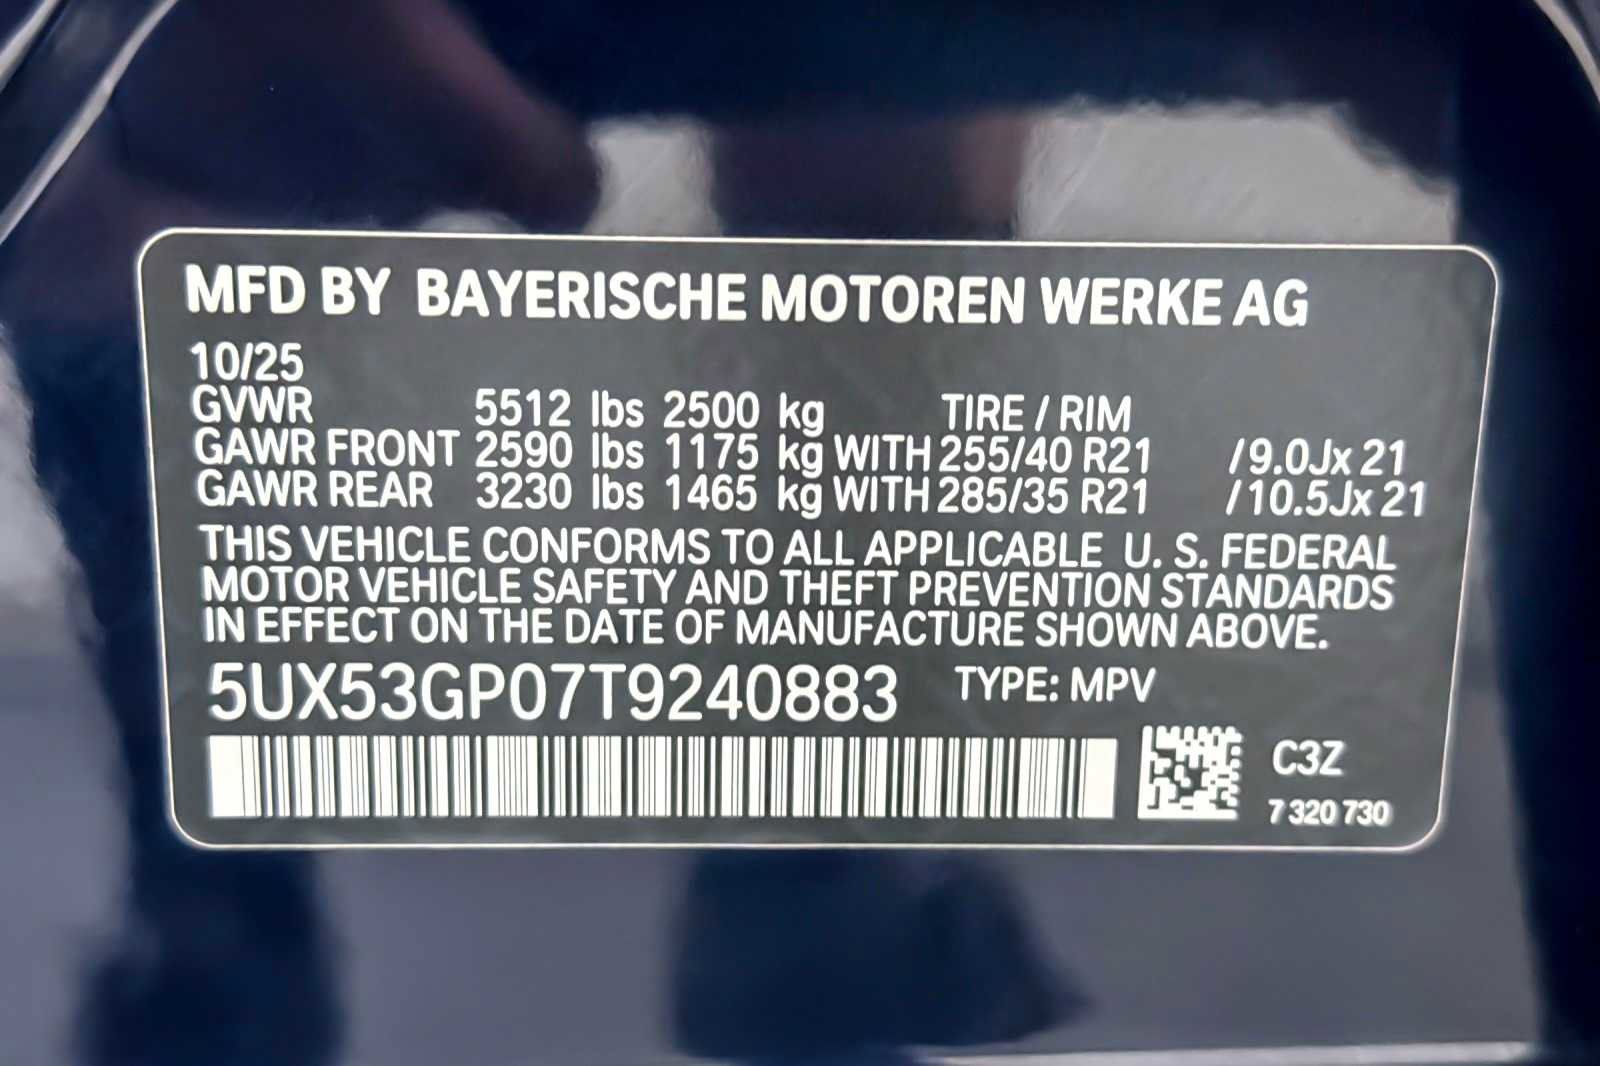 MFD BY BAYERISCHE MOTOREN WERKE AG
10/25
GVWR 5512 lbs 2500 kg TIRE / RIM
GAWR FRONT 2590 lbs 1175 kg WITH 255/40 R21 /9.0Jx 21
GAWR REAR 3230 lbs 1465 kg WITH 285/35 R21 /10.5Jx 21
THIS VEHICLE CONFORMS TO ALL APPLICABLE U. S. FEDERAL
MOTOR VEHICLE SAFETY AND THEFT PREVENTION STANDARDS
IN EFFECT ON THE DATE OF MANUFACTURE SHOWN ABOVE.
5UX53GP07T9240883 TYPE: MPV
C3Z
7 320 730